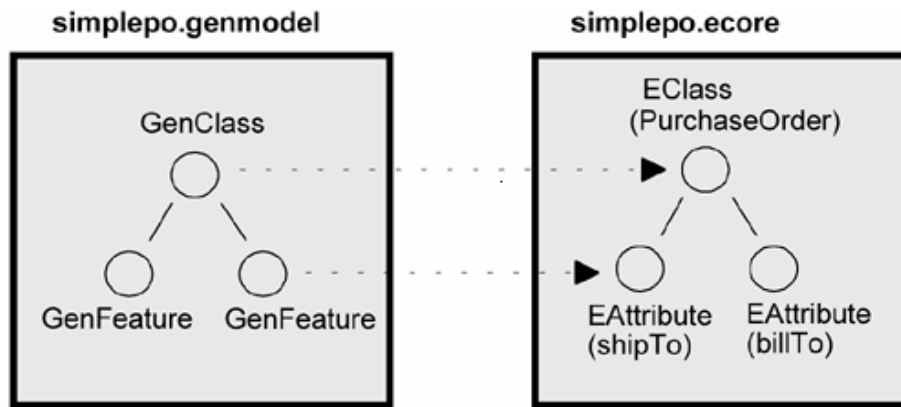 simplepo.genmodel
simplepo.ecore
GenClass
GenFeature
GenFeature
EClass
(PurchaseOrder)
EAttribute
(shipTo)
EAttribute
(billTo)